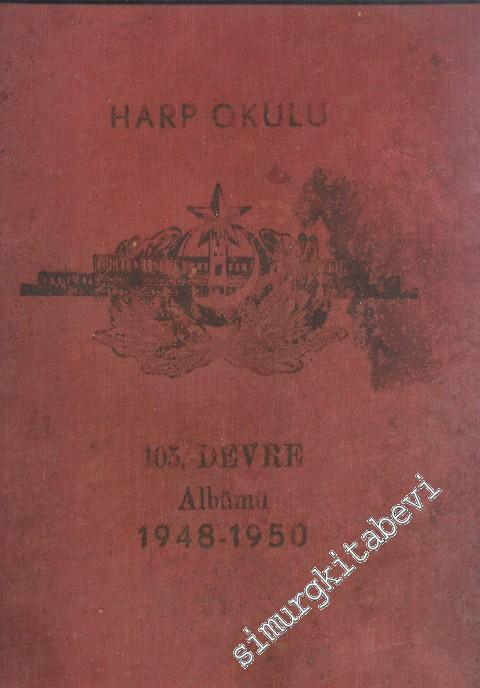 HARP OKULU
103. DEVRE
Albümü
1948-1950
simurgkitabevi